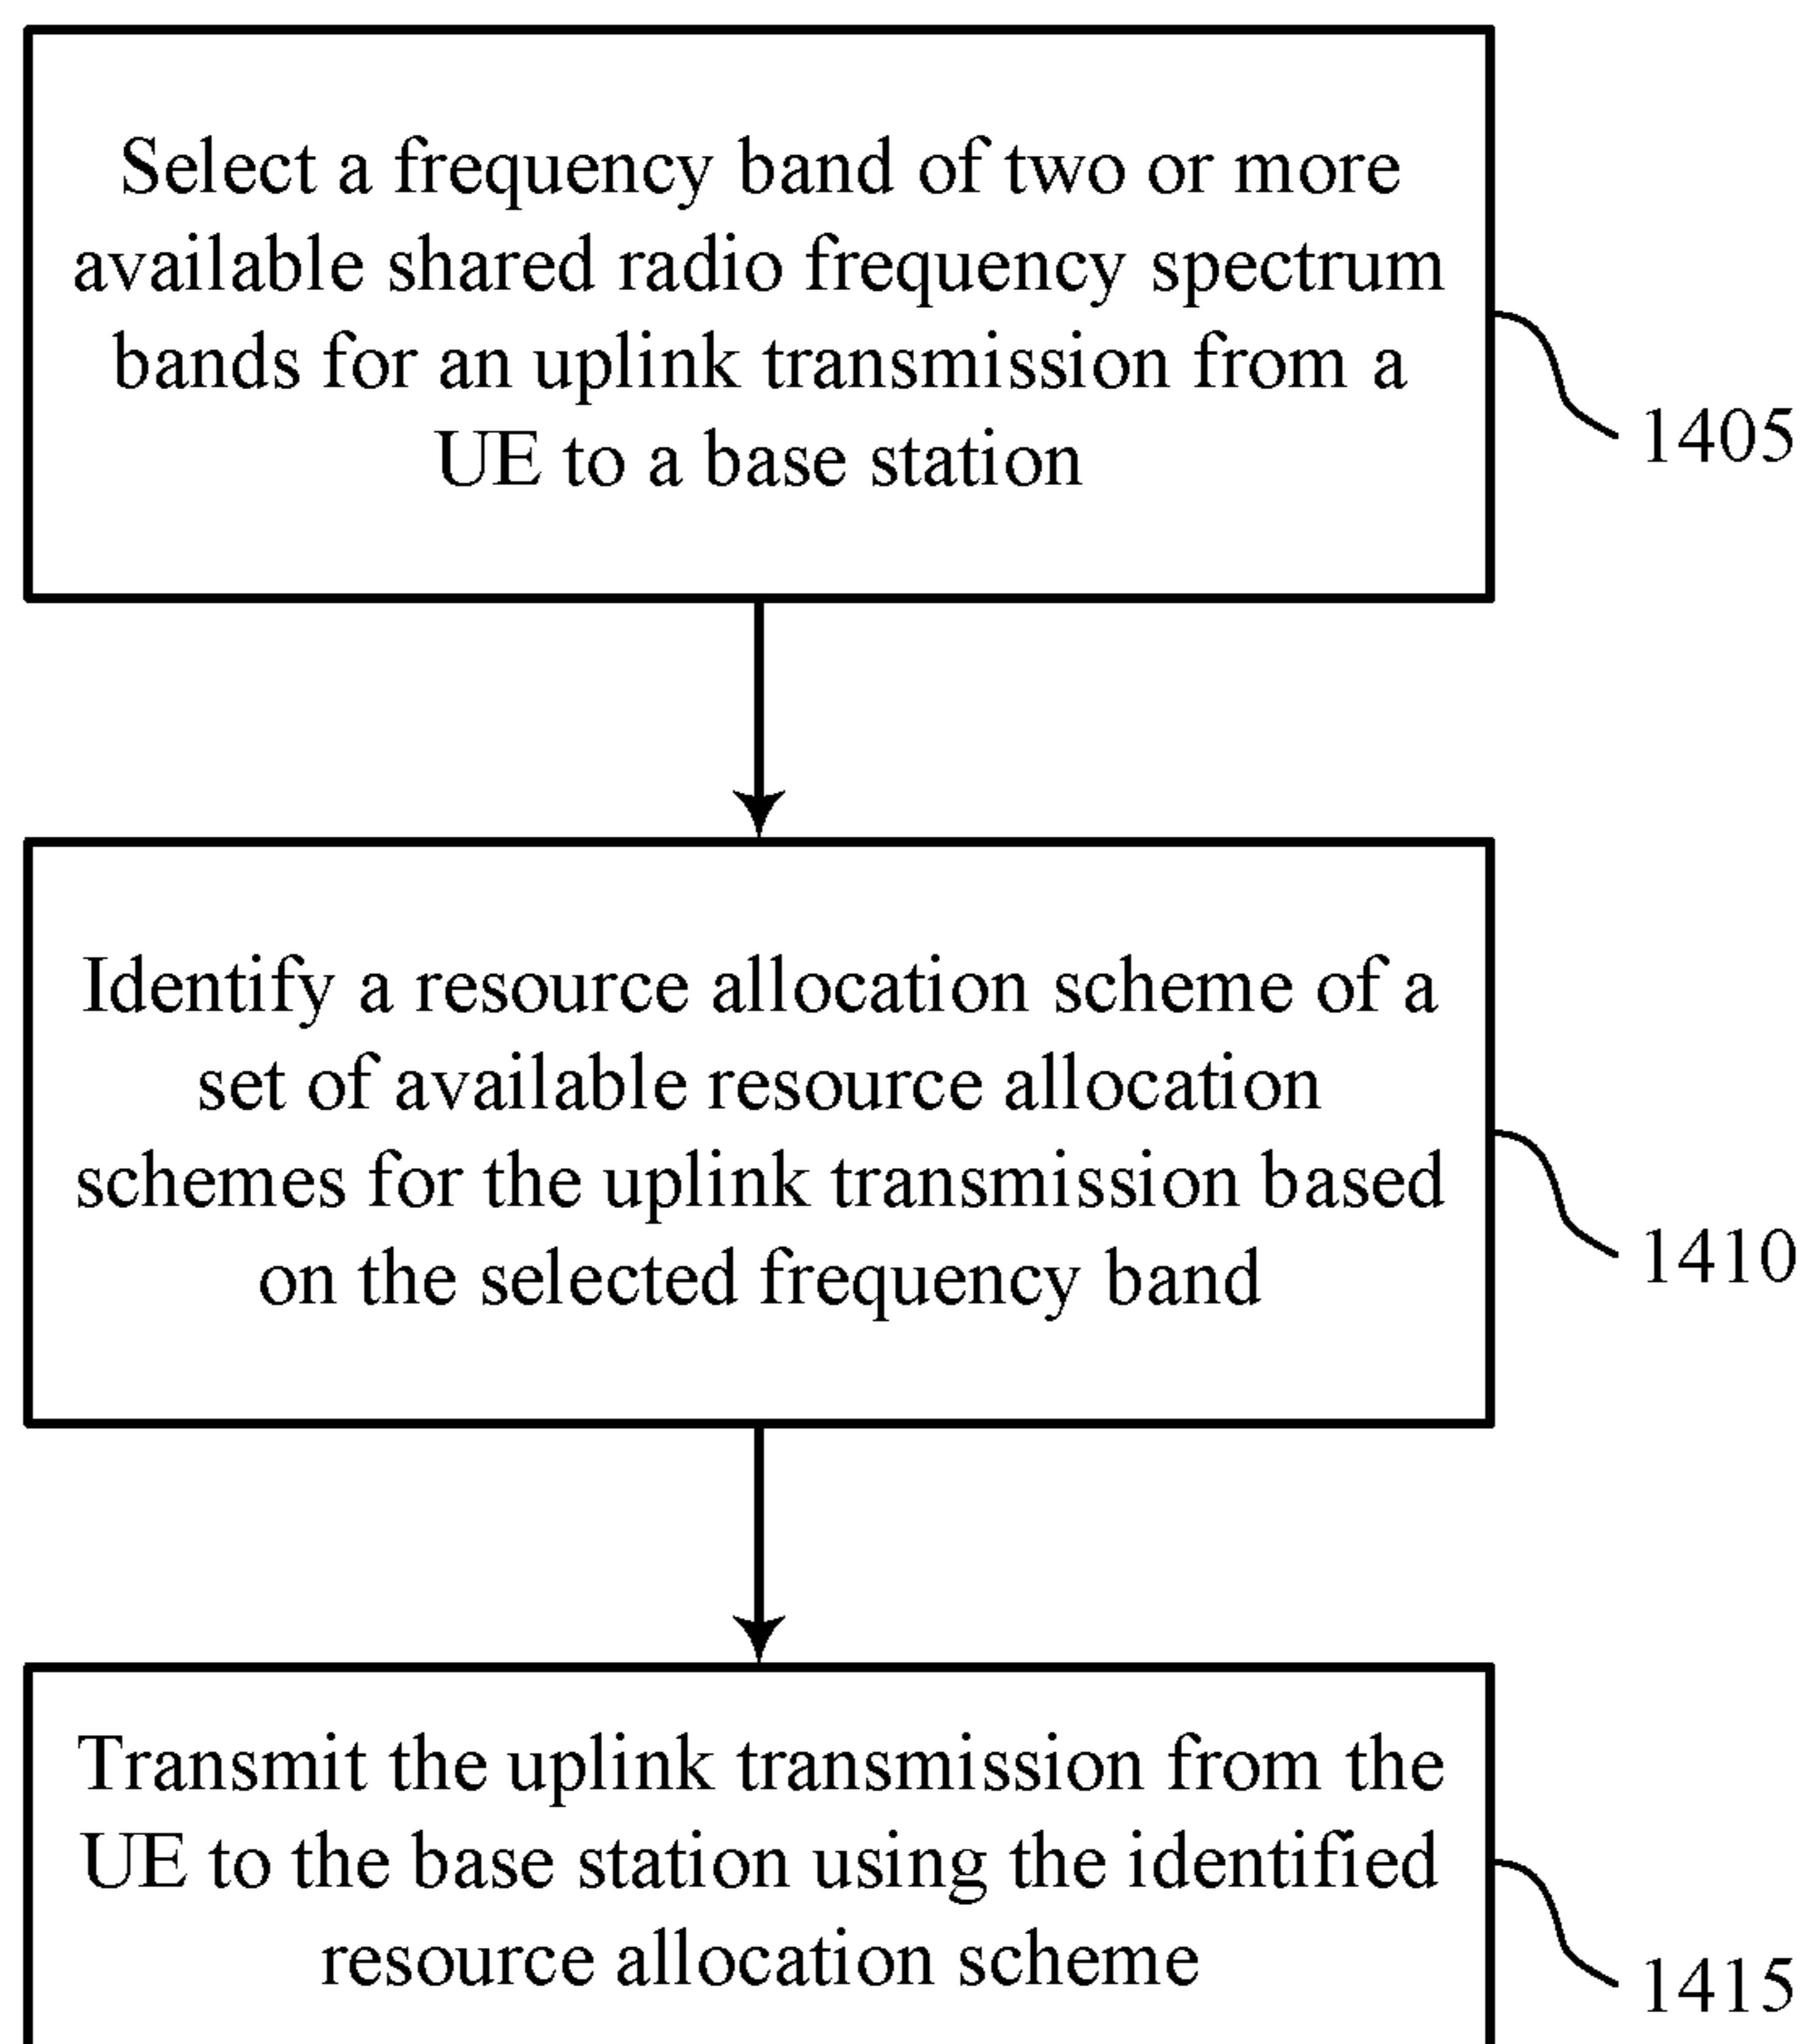 Select a frequency band of two or more
available shared radio frequency spectrum
bands for an uplink transmission from a
UE to a base station
1405
Identify a resource allocation scheme of a
set of available resource allocation
schemes for the uplink transmission based
on the selected frequency band
1410
Transmit the uplink transmission from the
UE to the base station using the identified
resource allocation scheme
1415